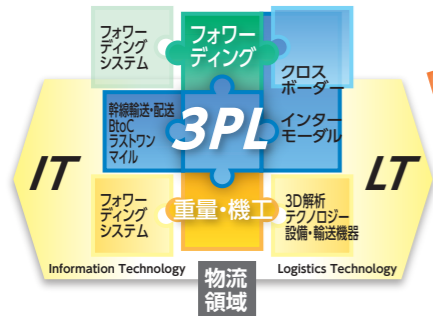 フォワー
ディング
システム
フォワー
ディング
クロス
ボーダー
インター
モーダル
幹線輸送・配送
BtoC
ラストワン
マイル
3PL
IT
LT
フォワー
ディング
システム
重量・機工
3D解析
テクノロジー
設備・輸送機器
Information Technology
Logistics Technology
物流
領域